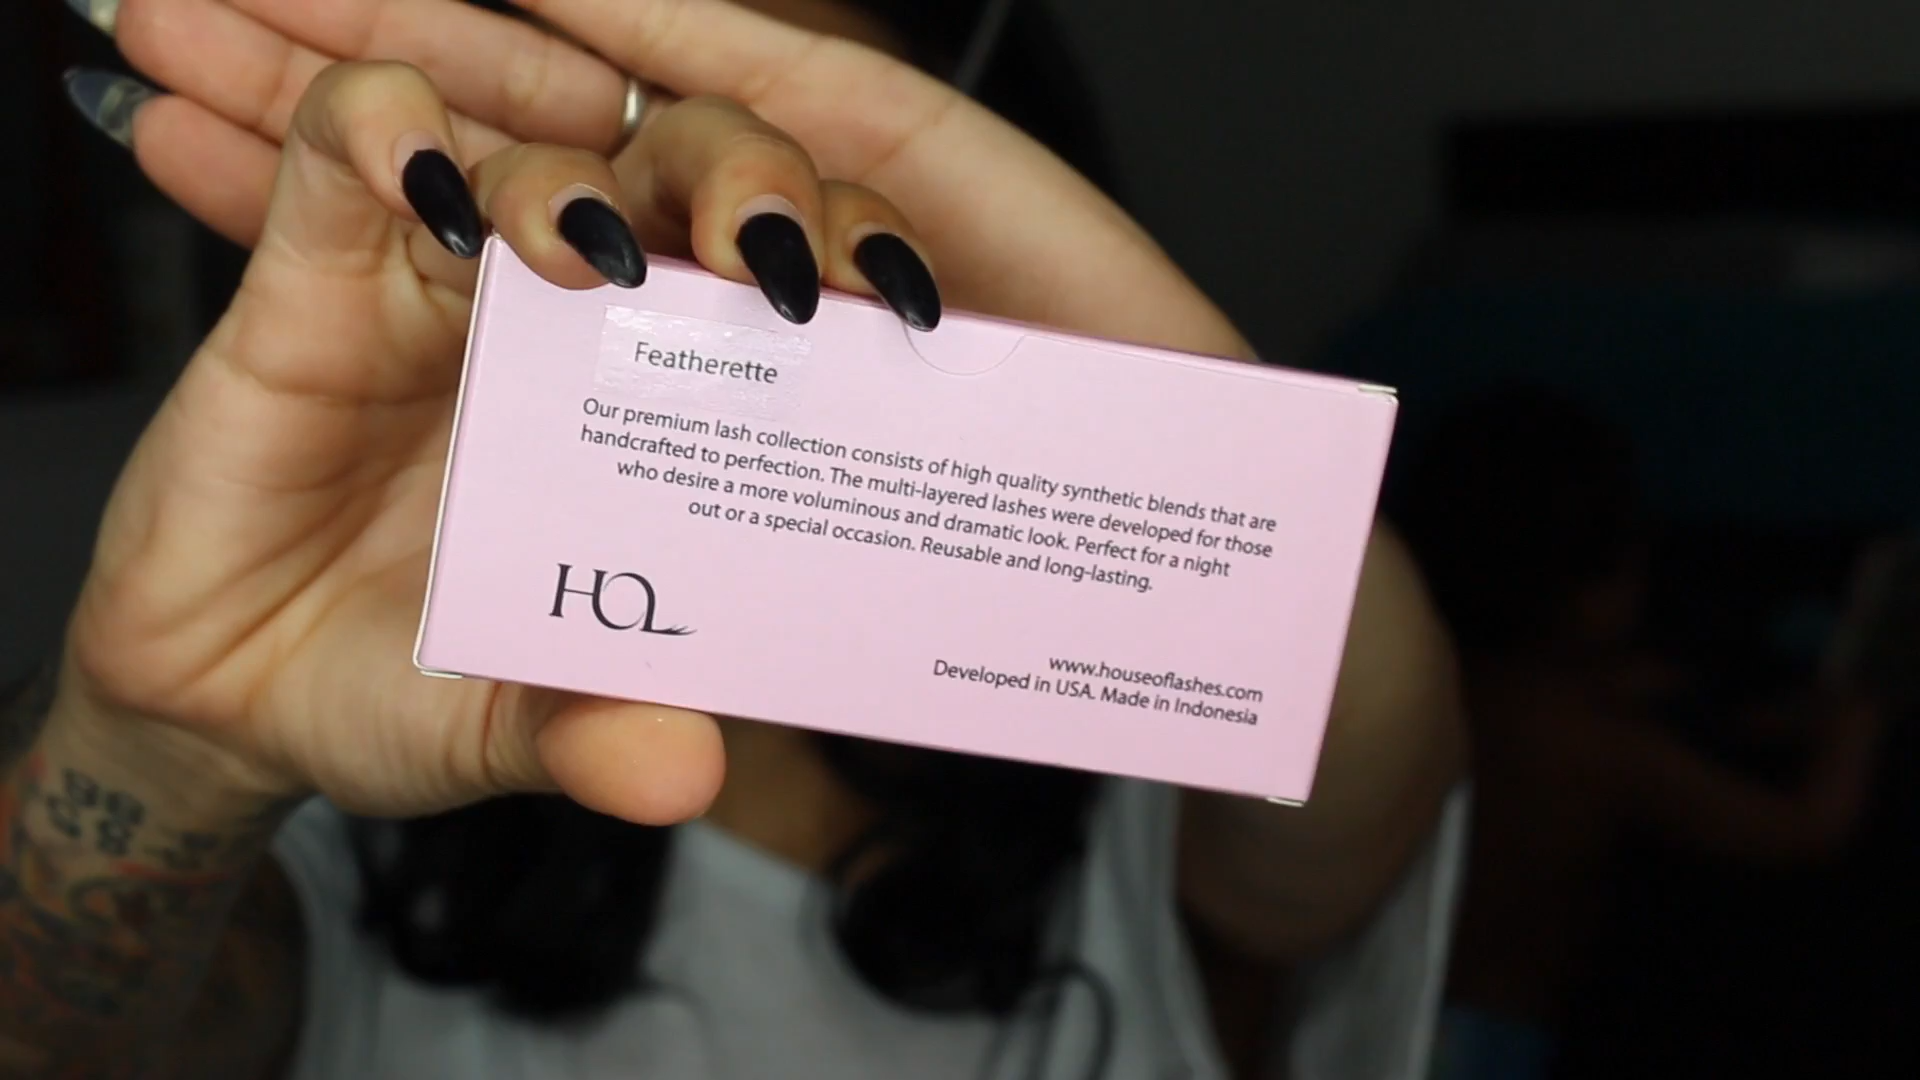 Featherette
Our premium lash collection consists of high quality synthetic blends that are
handcrafted to perfection. The multi-layered lashes were developed for those
who desire a more voluminous and dramatic look. Perfect for a night
out or a special occasion. Reusable and long-lasting.
HOL
www.houseoflashes.com
Developed in USA. Made in Indonesia